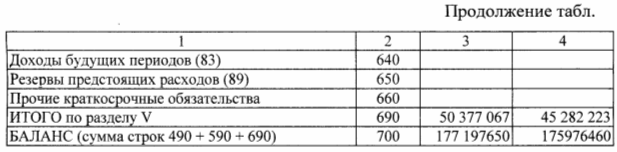 Продолжение табл.
1 2 3 4
Доходы будущих периодов (83) 640
Резервы предстоящих расходов (89) 650
Прочие краткосрочные обязательства 660
ИТОГО по разделу V 690 50 377 067 45 282 223
БАЛАНС (сумма строк 490 + 590 + 690) 700 177 197650 175976460